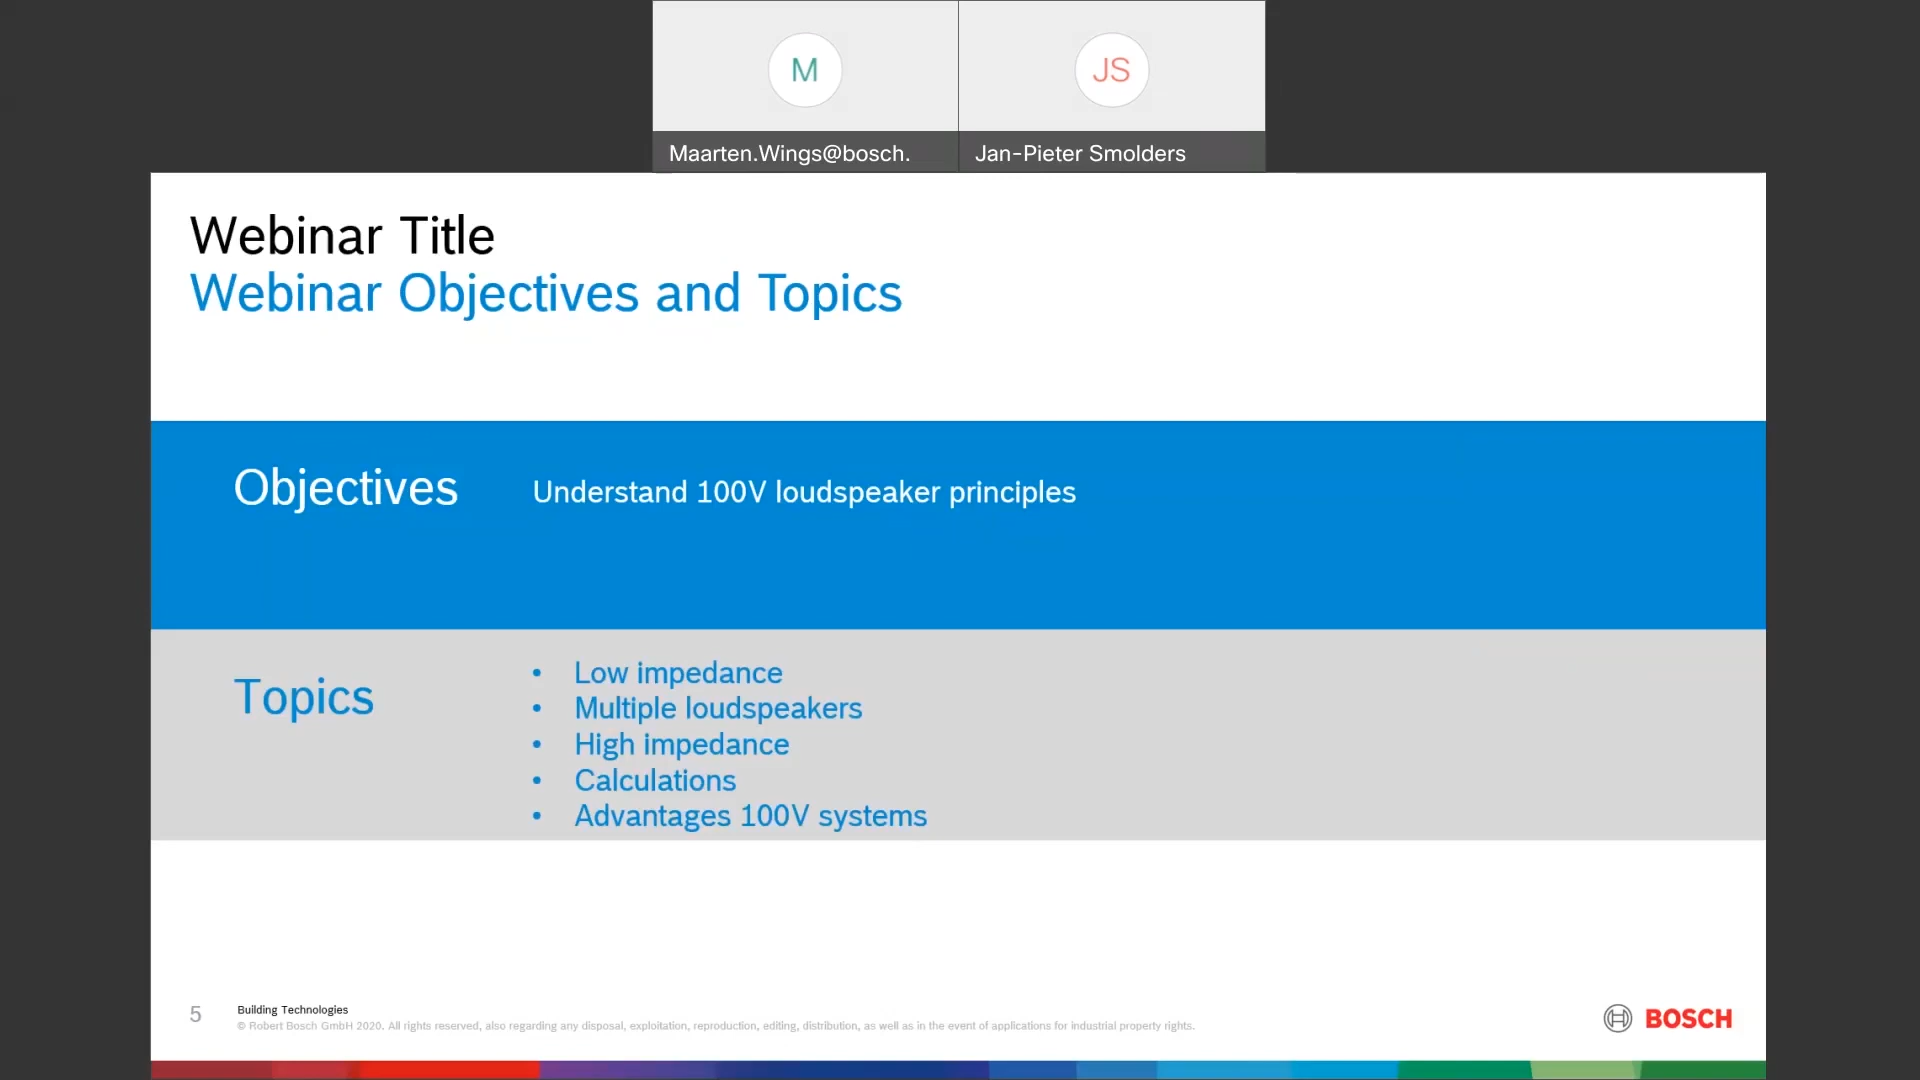 M
JS
Maarten.Wings@bosch.
Jan-Pieter Smolders
Webinar Title
Webinar Objectives and Topics
Objectives
Understand 100V loudspeaker principles
Topics
• Low impedance
• Multiple loudspeakers
• High impedance
• Calculations
• Advantages 100V systems
5
Building Technologies
© Robert Bosch GmbH 2020. All rights reserved, also regarding any disposal, exploitation, reproduction, editing, distribution, as well as in the event of applications for industrial property rights.
BOSCH